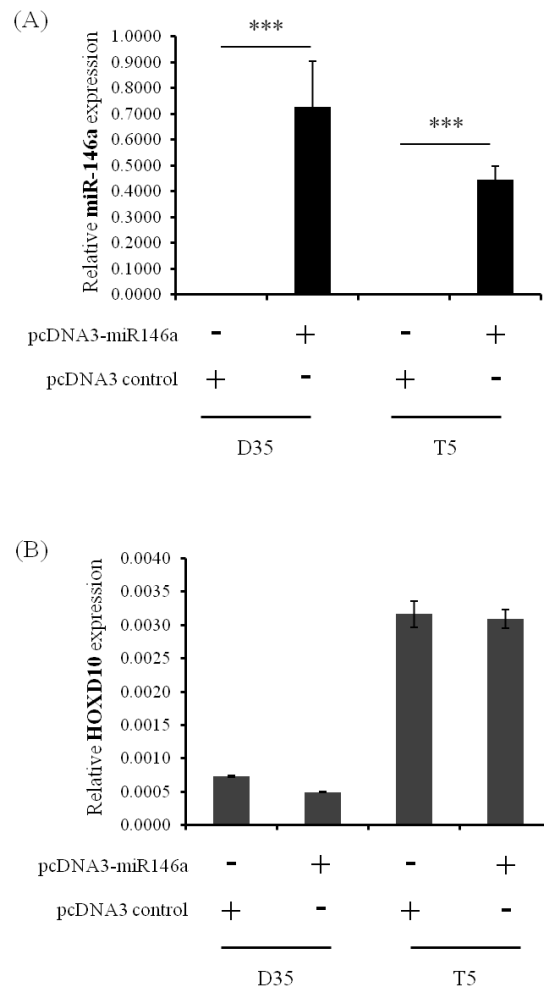 (A)
Relative miR-146a expression
1.0000
0.9000
0.8000
0.7000
0.6000
0.5000
0.4000
0.3000
0.2000
0.1000
0.0000
***
***
pcDNA3-miR146a - + - +
pcDNA3 control + - + -
D35 T5
(B)
Relative HOXD10 expression
0.0040
0.0035
0.0030
0.0025
0.0020
0.0015
0.0010
0.0005
0.0000
pcDNA3-miR146a - + - +
pcDNA3 control + - + -
D35 T5